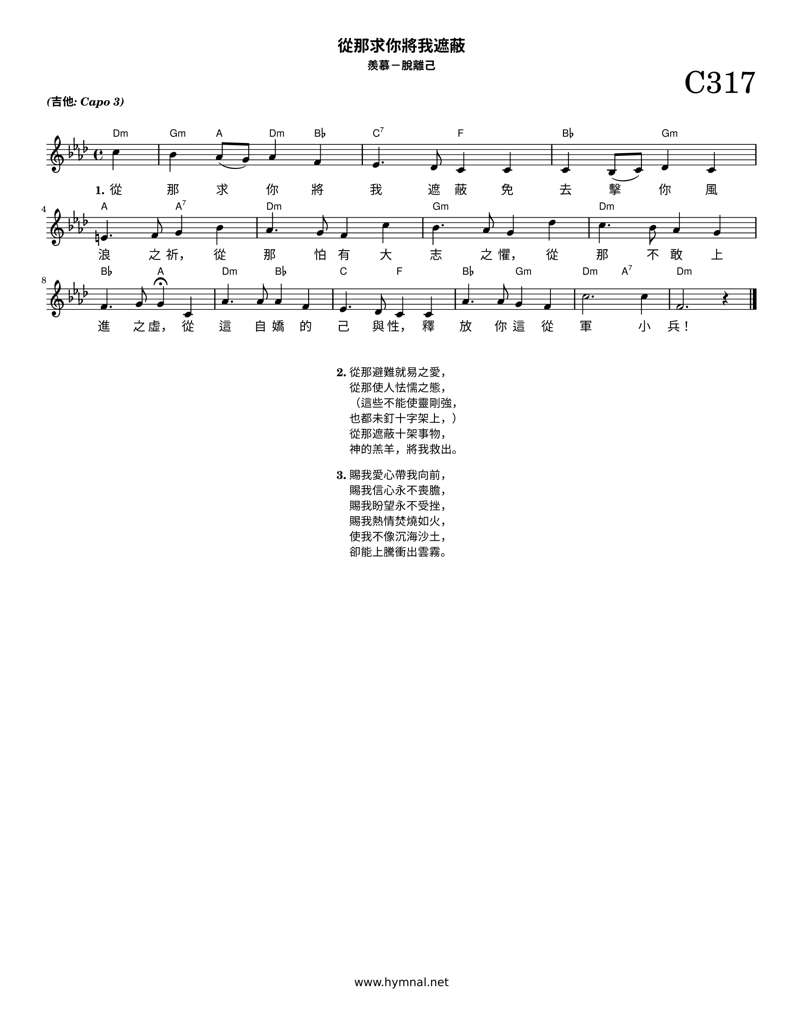 從那求你將我遮蔽
羨慕－脫離己
C317
(吉他: Capo 3)
Dm Gm A Dm B♭ C7 F B♭ Gm
1. 從 那 求 你 將 我 遮 蔽 免 去 擊 你 風
4 A A7 Dm Gm Dm
浪 之 祈， 從 那 怕 有 大 志 之 懼， 從 那 不 敢 上
8 B♭ A Dm B♭ C F B♭ Gm Dm A7 Dm
進 之 虛， 從 這 自 嬌 的 己 與 性， 釋 放 你 這 從 軍 小 兵！
2. 從那避難就易之愛，
從那使人怯懦之態，
（這些不能使靈剛強，
也都未釘十字架上，）
從那遮蔽十架事物，
神的羔羊，將我救出。
3. 賜我愛心帶我向前，
賜我信心永不喪膽，
賜我盼望永不受挫，
賜我熱情焚燒如火，
使我不像沉海沙土，
卻能上騰衝出雲霧。
www.hymnal.net